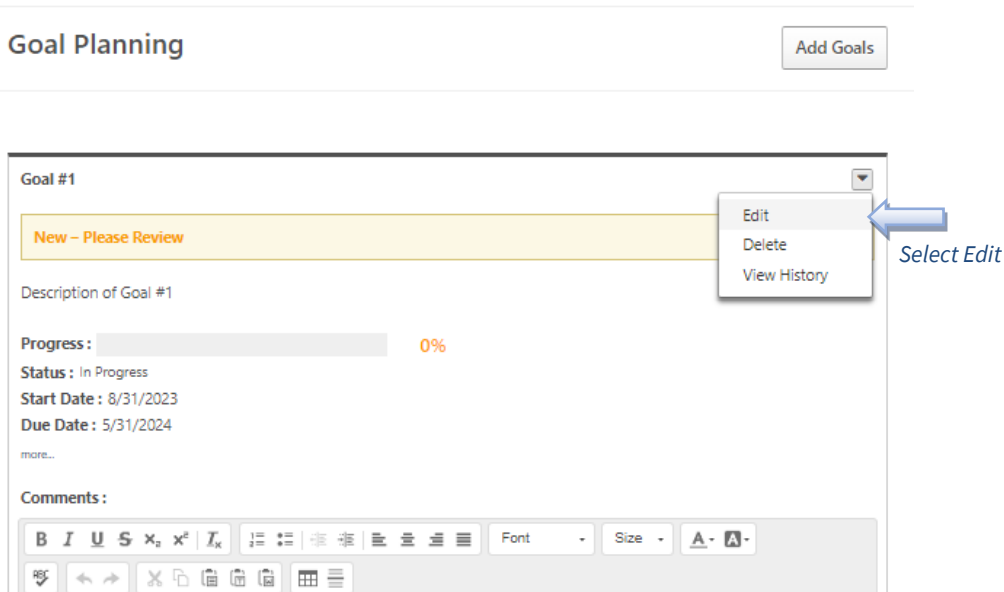 Goal Planning
Add Goals
Goal #1
Edit
New – Please Review
Delete
Select Edit
View History
Description of Goal #1
Progress : 0%
Status : In Progress
Start Date : 8/31/2023
Due Date : 5/31/2024
more...
Comments :
B I U S x₂ x² Ix Font Size A A
ABC